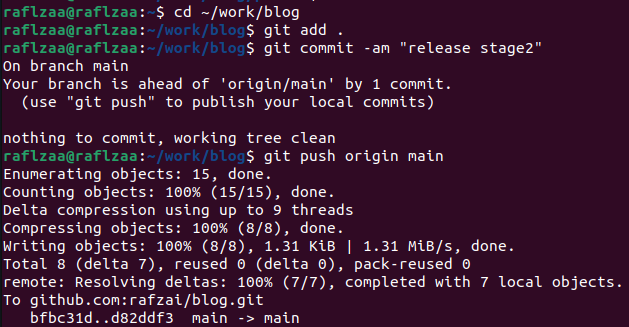 raflzaa@raflzaa:~$ cd ~/work/blog
raflzaa@raflzaa:~/work/blog$ git add .
raflzaa@raflzaa:~/work/blog$ git commit -am "release stage2"
On branch main
Your branch is ahead of 'origin/main' by 1 commit.
  (use "git push" to publish your local commits)

nothing to commit, working tree clean
raflzaa@raflzaa:~/work/blog$ git push origin main
Enumerating objects: 15, done.
Counting objects: 100% (15/15), done.
Delta compression using up to 9 threads
Compressing objects: 100% (8/8), done.
Writing objects: 100% (8/8), 1.31 KiB | 1.31 MiB/s, done.
Total 8 (delta 7), reused 0 (delta 0), pack-reused 0
remote: Resolving deltas: 100% (7/7), completed with 7 local objects.
To github.com:rafzai/blog.git
   bfbc31d..d82ddf3  main -> main